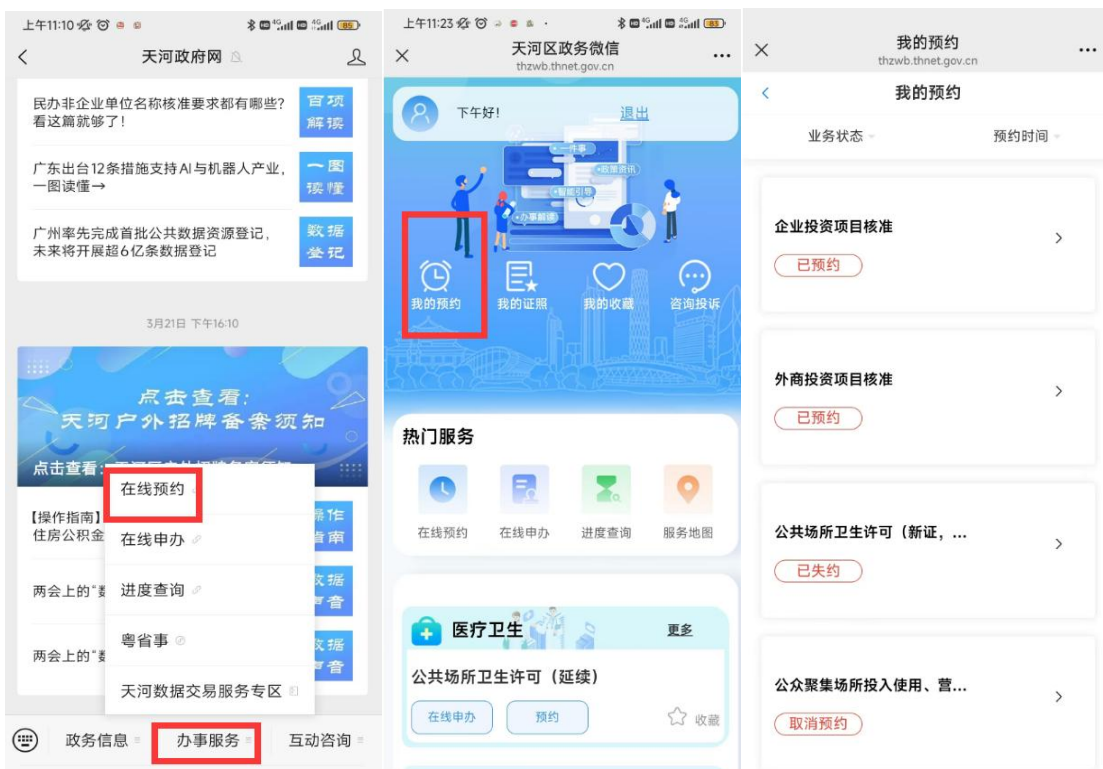 上午11:10
85
天河政府网
民办非企业单位名称核准要求都有哪些？
看这篇就够了！
百项
解读
广东出台12条措施支持AI与机器人产业，
一图读懂→
一图
读懂
广州率先完成首批公共数据资源登记，
未来将开展超6亿条数据登记
数据
登记
3月21日 下午16:10
点击查看：
天河户外招牌备案须知
点击查看：
【操作指南】
住房公积金
操作
指南
两会上的“数
数据
声音
两会上的“数
数据
声音
在线预约
在线申办
进度查询
粤省事
天河数据交易服务专区
政务信息
办事服务
互动咨询
上午11:23
83
天河区政务微信
thzwb.thnet.gov.cn
下午好！
退出
一件事
政策资讯
智能引导
办事解读
我的预约
我的证照
我的收藏
咨询投诉
热门服务
在线预约
在线申办
进度查询
服务地图
医疗卫生
更多
公共场所卫生许可（延续）
在线申办
预约
收藏
我的预约
thzwb.thnet.gov.cn
我的预约
业务状态
预约时间
企业投资项目核准
已预约
外商投资项目核准
已预约
公共场所卫生许可（新证，...
已失约
公众聚集场所投入使用、营...
取消预约